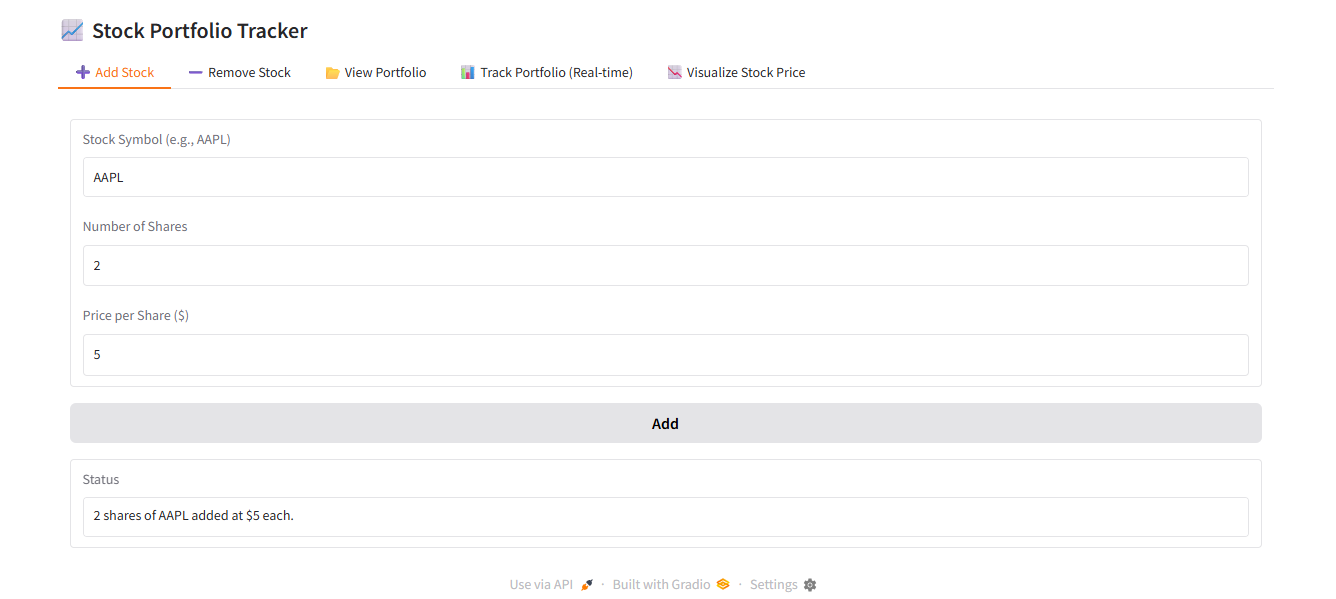 Stock Portfolio Tracker
Add Stock Remove Stock View Portfolio Track Portfolio (Real-time) Visualize Stock Price
Stock Symbol (e.g., AAPL)
AAPL
Number of Shares
2
Price per Share ($)
5
Add
Status
2 shares of AAPL added at $5 each.
Use via API · Built with Gradio · Settings